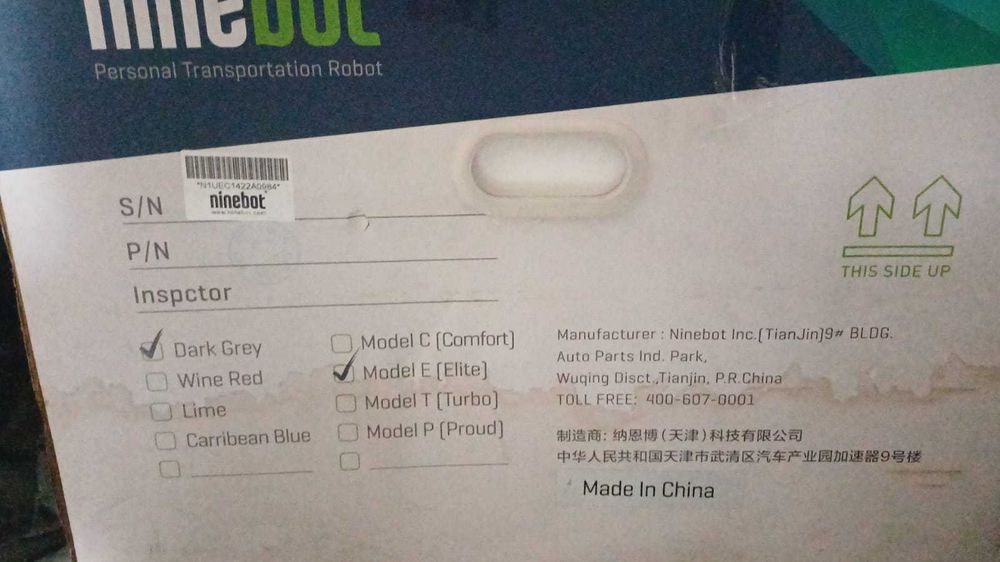 ninebot
Personal Transportation Robot
*N1UEC1422A0984*
ninebot
www.ninebot.com
S/N
P/N
Inspctor
Dark Grey
Wine Red
Lime
Carribean Blue
Model C (Comfort)
Model E (Elite)
Model T (Turbo)
Model P (Proud)
THIS SIDE UP
Manufacturer : Ninebot Inc.(TianJin)9# BLDG.
Auto Parts Ind. Park,
Wuqing Disct.,Tianjin, P.R.China
TOLL FREE: 400-607-0001
制造商: 纳恩博(天津)科技有限公司
中华人民共和国天津市武清区汽车产业园加速器9号楼
Made In China